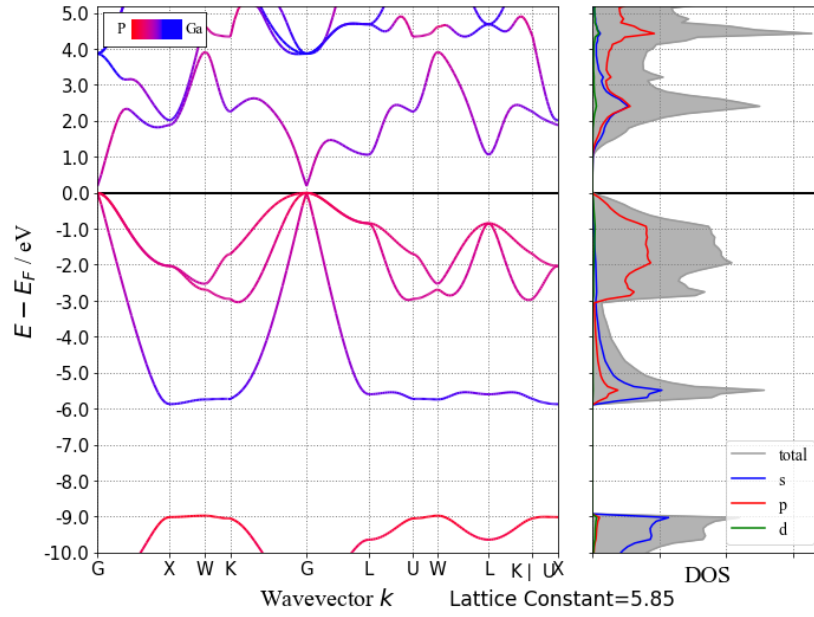 P Ga
5.0
4.0
3.0
2.0
1.0
0.0
-1.0
-2.0
-3.0
-4.0
-5.0
-6.0
-7.0
-8.0
-9.0
-10.0
E − E_F / eV
G X W K G L U W L K | U X
Wavevector k
Lattice Constant=5.85
total
s
p
d
DOS